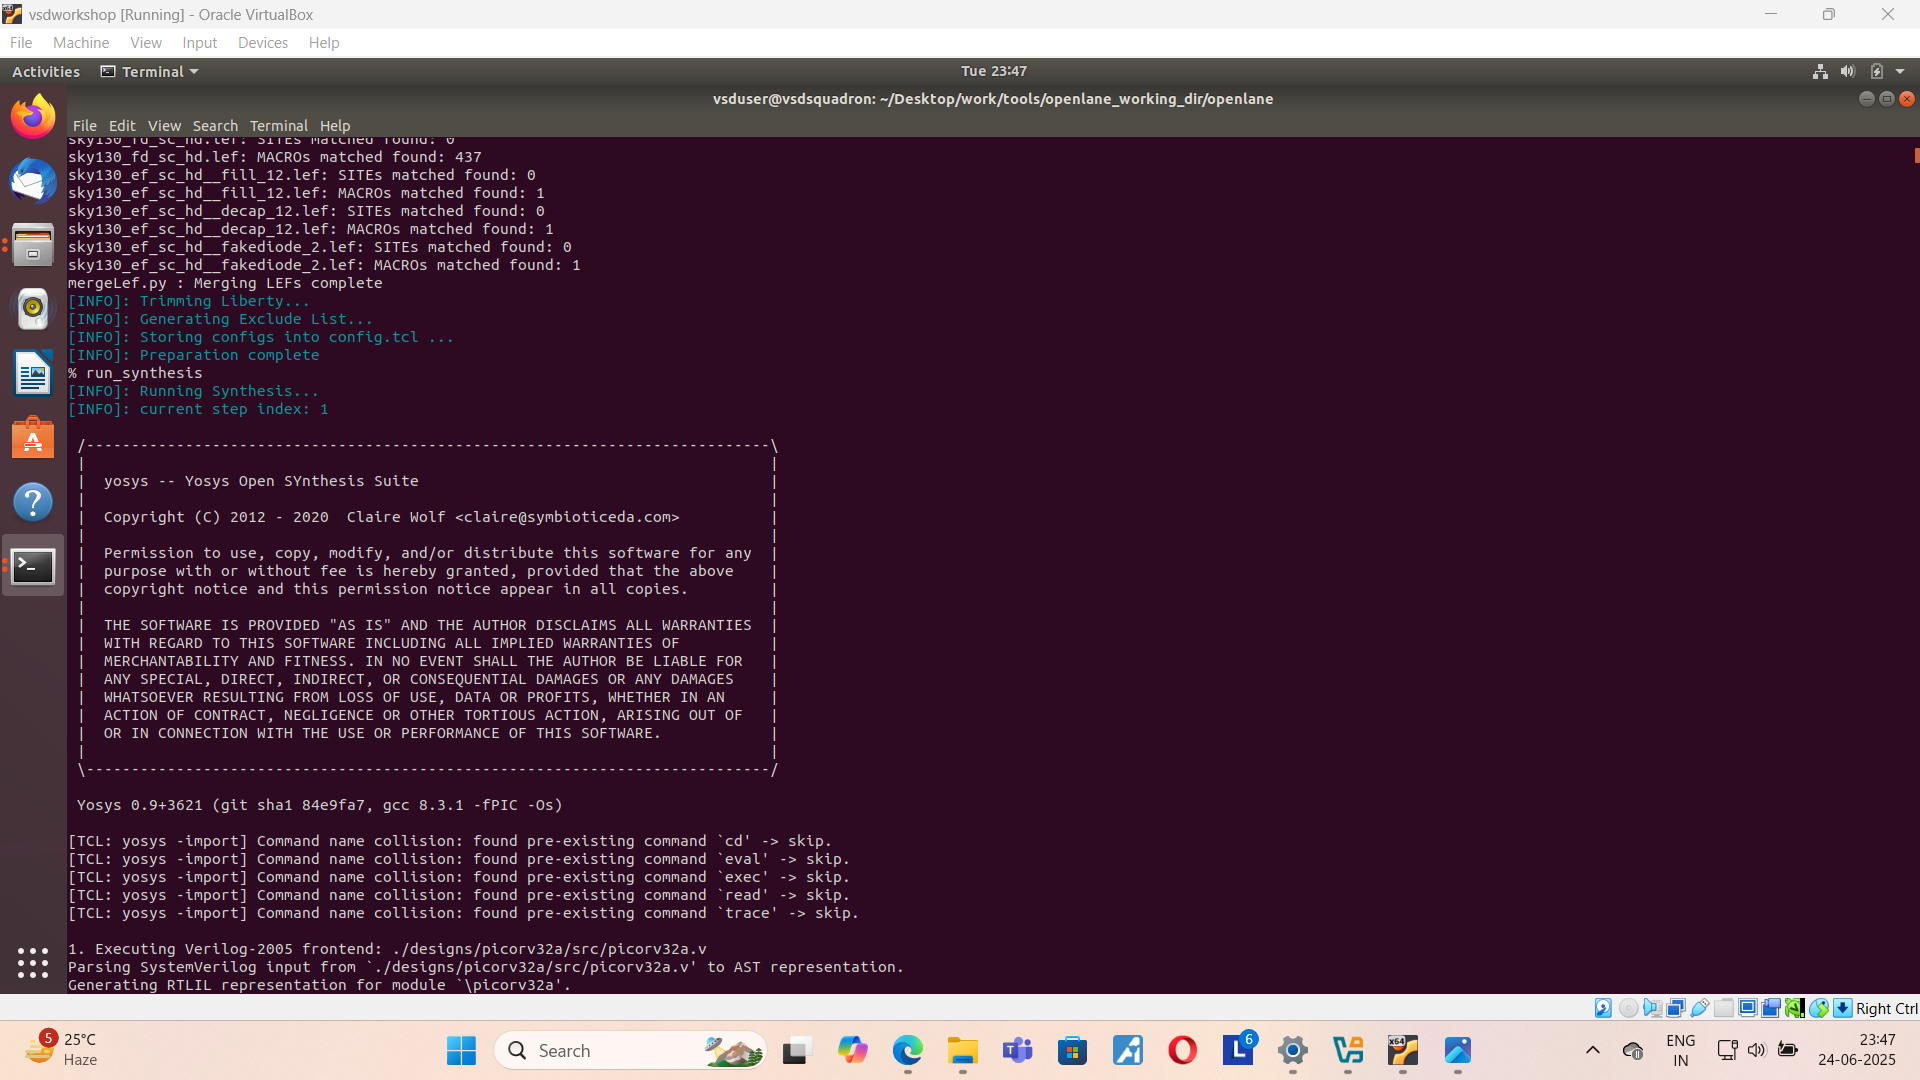 vsdworkshop [Running] - Oracle VirtualBox
File Machine View Input Devices Help
Activities Terminal Tue 23:47
vsduser@vsdsquadron: ~/Desktop/work/tools/openlane_working_dir/openlane
File Edit View Search Terminal Help
sky130_fd_sc_hd.lef: SITEs matched found: 0
sky130_fd_sc_hd.lef: MACROs matched found: 437
sky130_ef_sc_hd__fill_12.lef: SITEs matched found: 0
sky130_ef_sc_hd__fill_12.lef: MACROs matched found: 1
sky130_ef_sc_hd__decap_12.lef: SITEs matched found: 0
sky130_ef_sc_hd__decap_12.lef: MACROs matched found: 1
sky130_ef_sc_hd__fakediode_2.lef: SITEs matched found: 0
sky130_ef_sc_hd__fakediode_2.lef: MACROs matched found: 1
mergeLef.py : Merging LEFs complete
[INFO]: Trimming Liberty...
[INFO]: Generating Exclude List...
[INFO]: Storing configs into config.tcl ...
[INFO]: Preparation complete
% run_synthesis
[INFO]: Running Synthesis...
[INFO]: current step index: 1
/----------------------------------------------------------------------------\
|                                                                            |
|  yosys -- Yosys Open SYnthesis Suite                                       |
|                                                                            |
|  Copyright (C) 2012 - 2020  Claire Wolf <claire@symbioticeda.com>          |
|                                                                            |
|  Permission to use, copy, modify, and/or distribute this software for any  |
|  purpose with or without fee is hereby granted, provided that the above    |
|  copyright notice and this permission notice appear in all copies.         |
|                                                                            |
|  THE SOFTWARE IS PROVIDED "AS IS" AND THE AUTHOR DISCLAIMS ALL WARRANTIES  |
|  WITH REGARD TO THIS SOFTWARE INCLUDING ALL IMPLIED WARRANTIES OF          |
|  MERCHANTABILITY AND FITNESS. IN NO EVENT SHALL THE AUTHOR BE LIABLE FOR   |
|  ANY SPECIAL, DIRECT, INDIRECT, OR CONSEQUENTIAL DAMAGES OR ANY DAMAGES    |
|  WHATSOEVER RESULTING FROM LOSS OF USE, DATA OR PROFITS, WHETHER IN AN     |
|  ACTION OF CONTRACT, NEGLIGENCE OR OTHER TORTIOUS ACTION, ARISING OUT OF   |
|  OR IN CONNECTION WITH THE USE OR PERFORMANCE OF THIS SOFTWARE.            |
|                                                                            |
\----------------------------------------------------------------------------/
Yosys 0.9+3621 (git sha1 84e9fa7, gcc 8.3.1 -fPIC -Os)
[TCL: yosys -import] Command name collision: found pre-existing command `cd' -> skip.
[TCL: yosys -import] Command name collision: found pre-existing command `eval' -> skip.
[TCL: yosys -import] Command name collision: found pre-existing command `exec' -> skip.
[TCL: yosys -import] Command name collision: found pre-existing command `read' -> skip.
[TCL: yosys -import] Command name collision: found pre-existing command `trace' -> skip.
1. Executing Verilog-2005 frontend: ./designs/picorv32a/src/picorv32a.v
Parsing SystemVerilog input from `./designs/picorv32a/src/picorv32a.v' to AST representation.
Generating RTLIL representation for module `\picorv32a'.
Right Ctrl
5 25°C
Haze
Search
L 6
x64
ENG
IN
23:47
24-06-2025